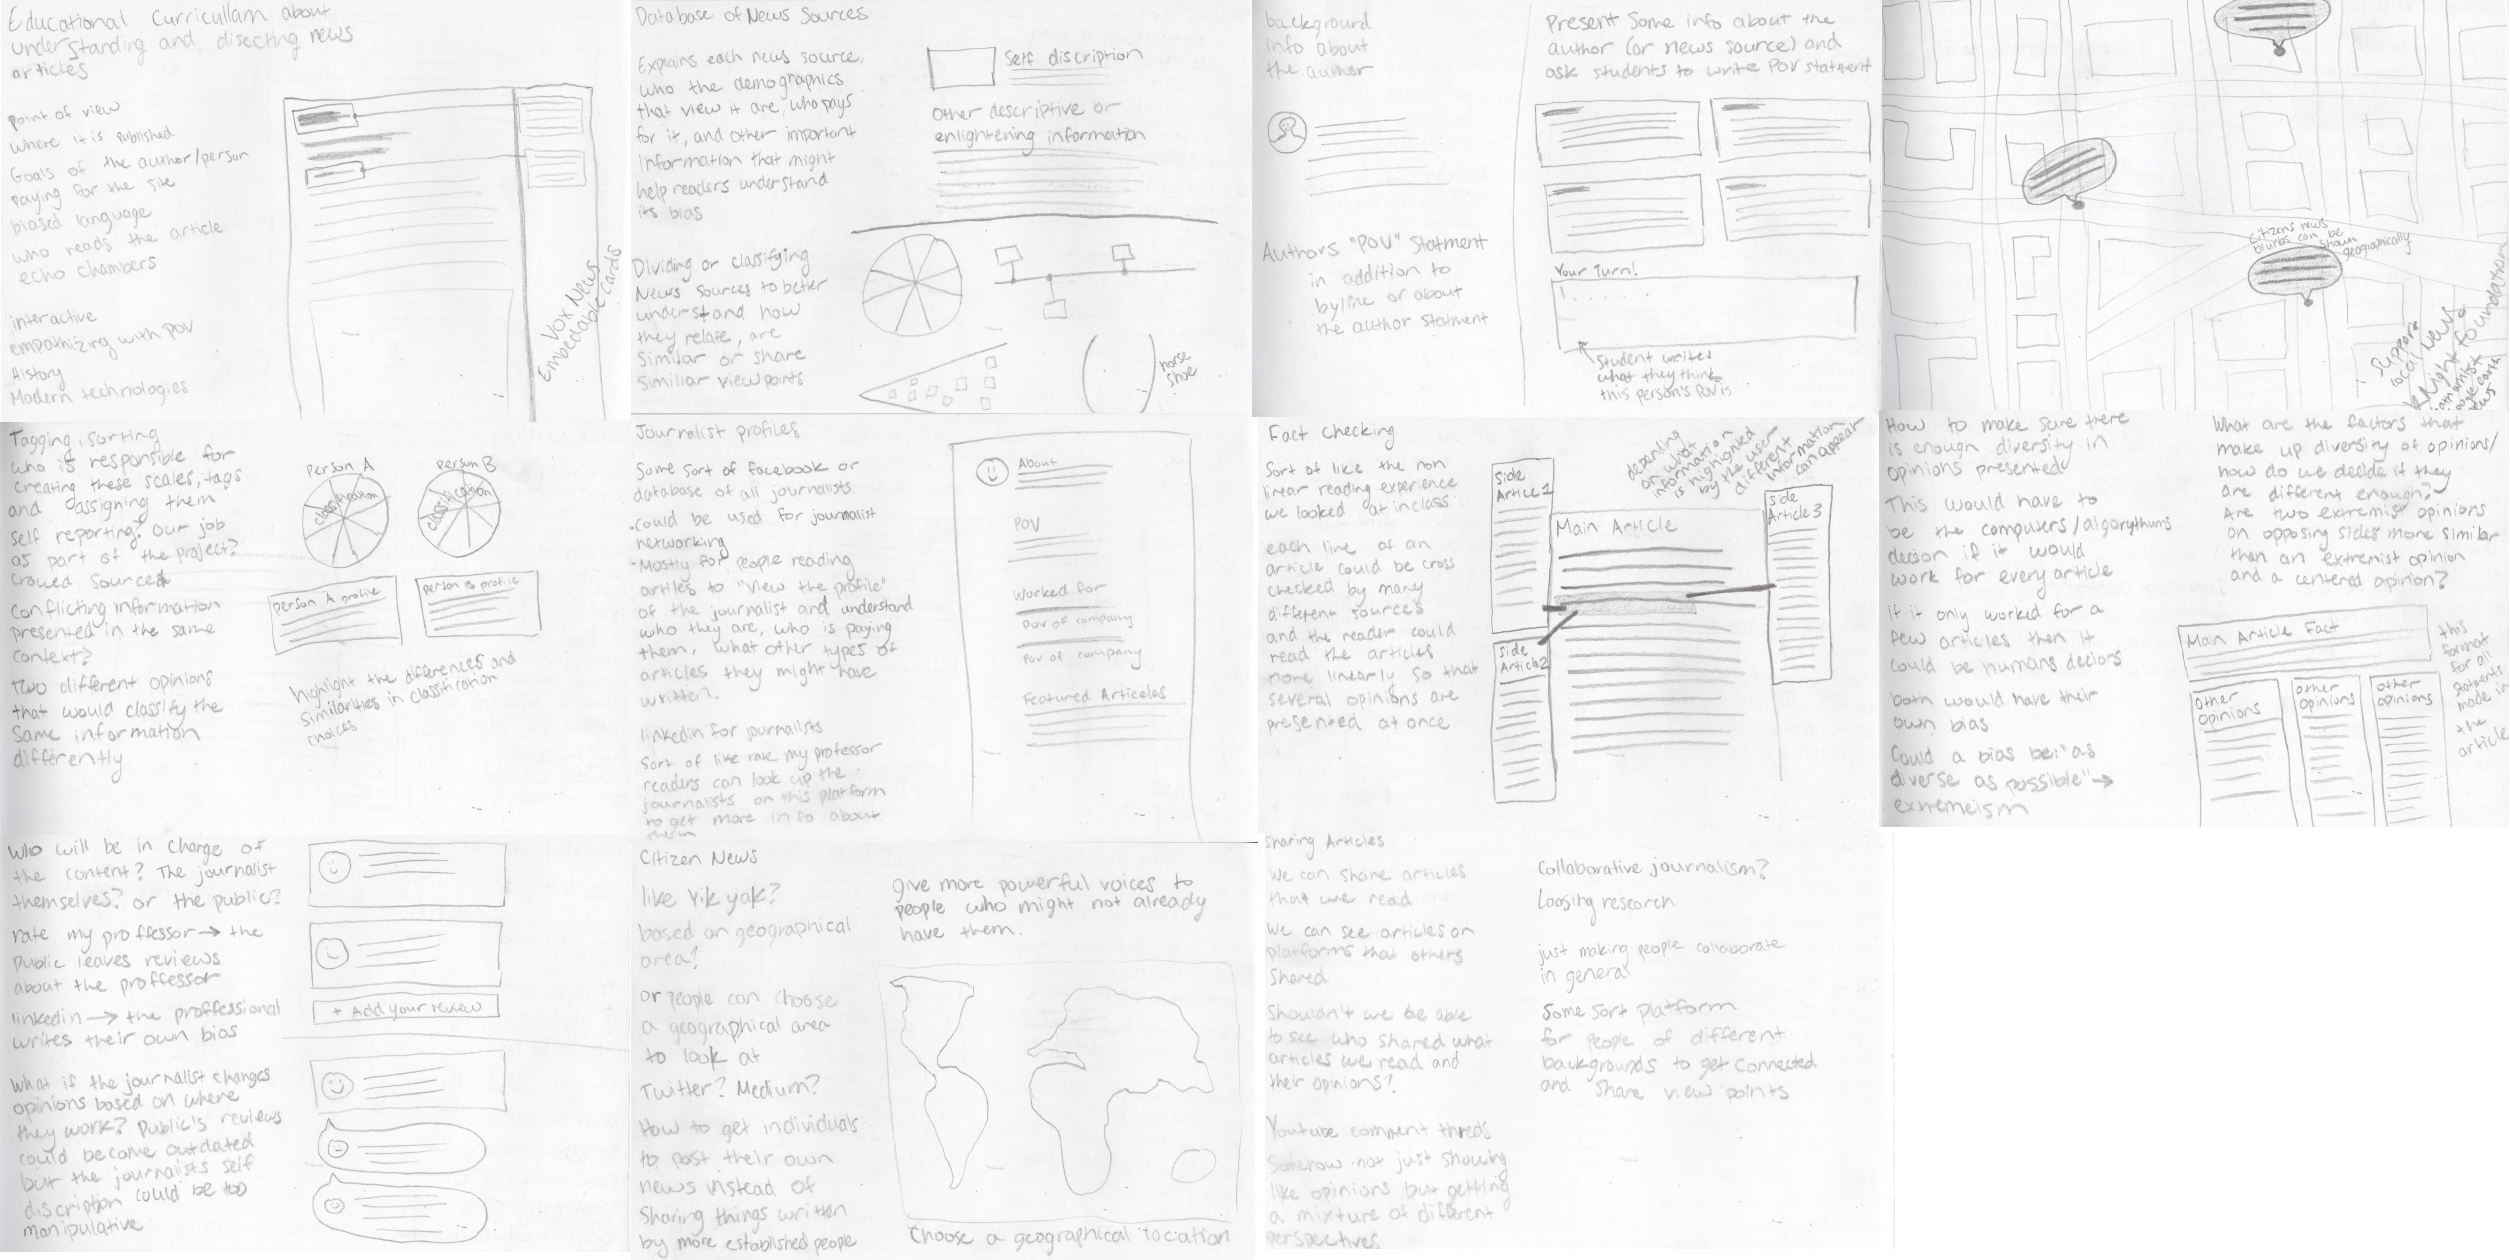 Educational Curricullam about
understanding and disecting news
articles
point of view
where it is published
Goals of the author/person
paying for the site
biased language
who reads the article
echo chambers
interactive
empathizing with POV
History
Modern technologies
Vox News
Embedable cards
Database of News Sources
Explains each news source,
who the demographics
that view it are, who pays
for it, and other important
Information that might
help readers understand
its bias
Dividing or classifying
News sources to better
understand how
they relate, are
similar or share
similiar viewpoints
Self discription
Other descriptive or
enlightening information
horse
shoe
background
info about
the author
Authors "POV" Statment
in addition to
byline or about
the author statment
Present Some info about the
author (or news source) and
ask students to write POV statment
Your Turn!
Student writes
what they think
this person's POV is
Citizens news
blurbs can be
shown
geographically
Support
local News
Knight foundation
Tagging, sorting
who is responsible for
creating these scales, tags
and assigning them
self reporting? Our job
as part of the project?
crowed sourced
Conflicting information
presented in the same
context?
Two different opinions
that would classify the
same information
differently
Person A
classification
Person B
classification
person A profile
person B profile
highlight the differences and
similarities in classification
choices
Journalist profiles
Some sort of facebook or
database of all journalists.
-could be used for journalist
networking
-Mostly for people reading
artiles to "view the profile"
of the journalist and understand
who they are, who is paying
them, what other types of
articles they might have
written.
linkedin for journalists
Sort of like rate my professor
readers can look up the
journalists on this platform
to get more info about
them
About
POV
Worked for
POV of company
POV of company
Featured Articeles
Fact checking
Sort of like the non
linear reading experience
we looked at in class
each line of an
article could be cross
checked by many
different sources
and the reader could
read the articles
none linearly so that
several opinions are
presented at once
depending
on what
information
is highlighted
by the user
different
information
can appear
Side
Article 1
Main Article
Side
Article 3
Side
Article 2
How to make sure there
is enough diversity in
opinions presented
This would have to
be the computers/algorythums
decison if it would
work for every article
if it only worked for a
few articles then it
could be humans decions
both would have their
own bias
Could a bias be: "as
diverse as possible" →
extremeism
What are the factors that
make up diversity of opinions/
how do we decide if they
are different enough?
Are two extremist opinions
on opposing sides more similar
than an extremist opinion
and a centered opinion?
Main Article Fact
Other
opinions
Other
opinions
Other
opinions
this
format
for all
statments
made in
the
article
Who will be in charge of
the content? The journalist
themselves? or the public?
rate my proffessor → the
Public leaves reviews
about the proffessor
linkedin → the proffessional
writes their own bios
What if the journalist changes
opinions based on where
they work? Public's reviews
could become outdated
but the journalists self
discription could be too
manipulative
+ Add your review
Citizen News
like Yik yak?
based on geographical
area?
or people can choose
a geographical area
to look at
Twitter? Medium?
How to get individuals
to post their own
news instead of
sharing things written
by more established people
give more powerful voices to
people who might not already
have them.
Choose a geographical location
Sharing Articles
We can share articles
that we read
We can see articles on
platforms that others
shared
Shouldn't we be able
to see who shared what
articles we read and
their opinions?
Youtube comment threds
Somehow not just showing
like opinions but getting
a mixture of different
perspectives
Collaborative journalism?
Loosing research
just making people collaborate
in general
Some sort platform
for people of different
backgrounds to get connected
and share view points